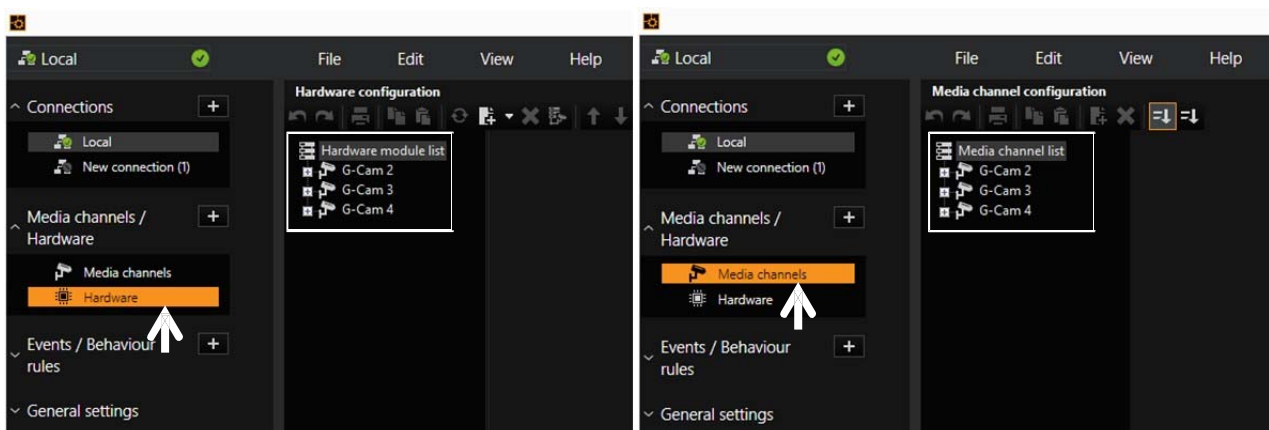 Local
File Edit View Help
Connections
Local
New connection (1)
Media channels /
Hardware
Media channels
Hardware
Events / Behaviour
rules
General settings
Hardware configuration
Hardware module list
G-Cam 2
G-Cam 3
G-Cam 4
Local
File Edit View Help
Connections
Local
New connection (1)
Media channels /
Hardware
Media channels
Hardware
Events / Behaviour
rules
General settings
Media channel configuration
Media channel list
G-Cam 2
G-Cam 3
G-Cam 4